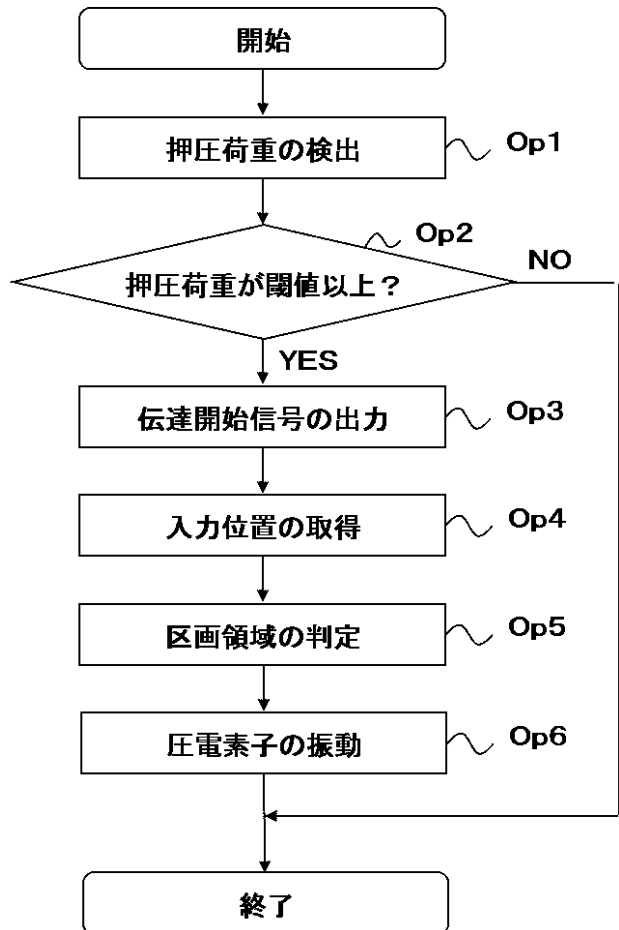 開始
押圧荷重の検出
Op1
Op2
押圧荷重が閾値以上？
NO
YES
伝達開始信号の出力
Op3
入力位置の取得
Op4
区画領域の判定
Op5
圧電素子の振動
Op6
終了